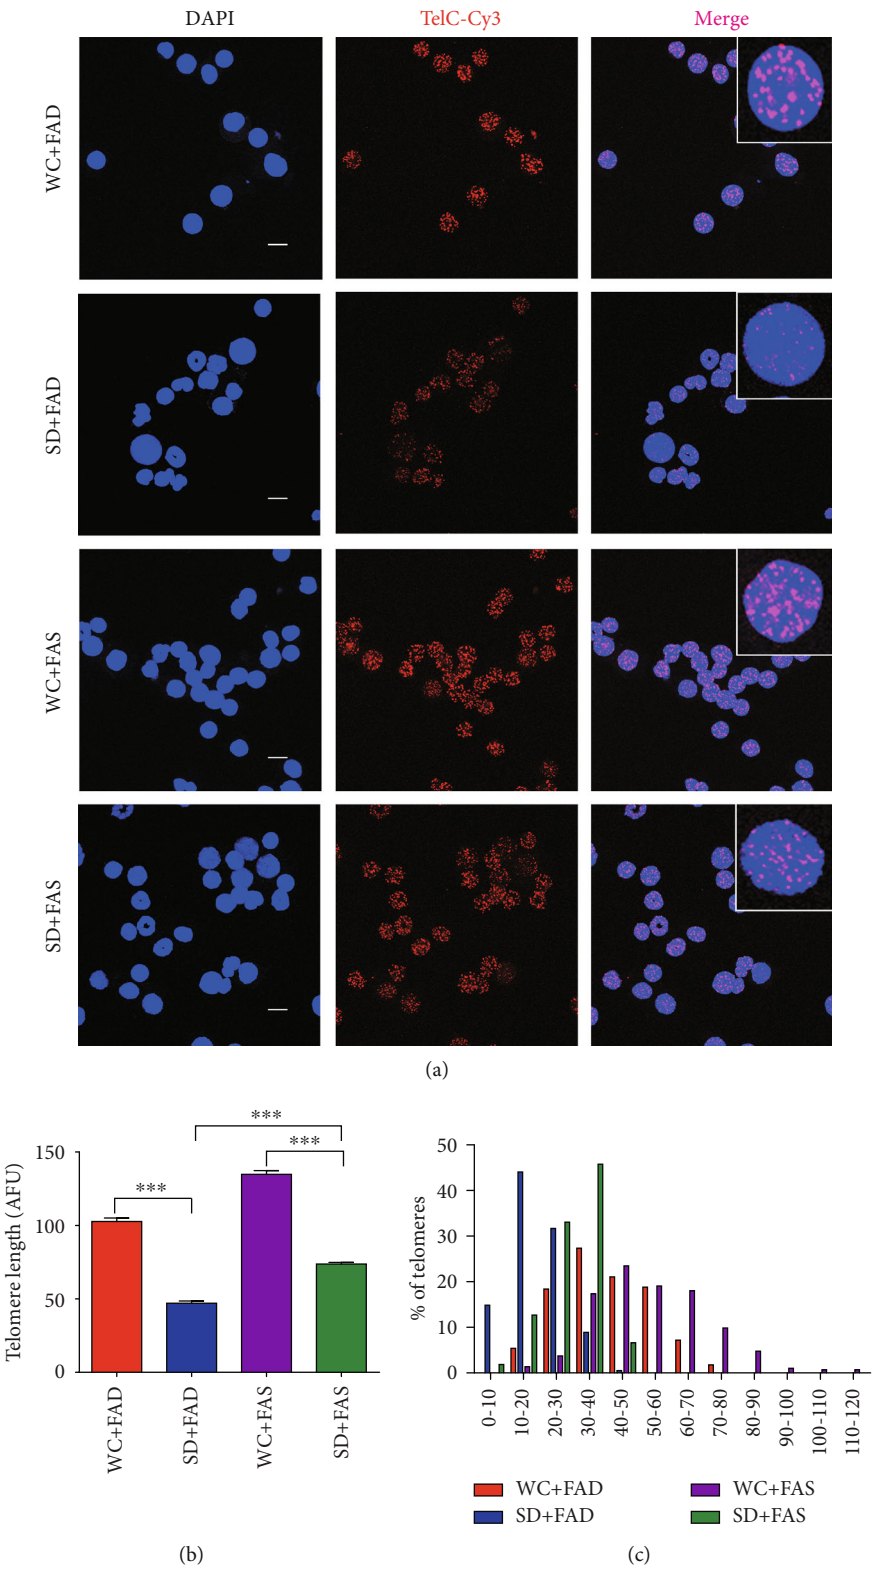 DAPI TelC-Cy3 Merge
WC+FAD
SD+FAD
WC+FAS
SD+FAS
(a)
Telomere length (AFU)
150
100
50
0
***
***
***
WC+FAD SD+FAD WC+FAS SD+FAS
(b)
% of telomeres
50
40
30
20
10
0
0-10 10-20 20-30 30-40 40-50 50-60 60-70 70-80 80-90 90-100 100-110 110-120
WC+FAD WC+FAS
SD+FAD SD+FAS
(c)